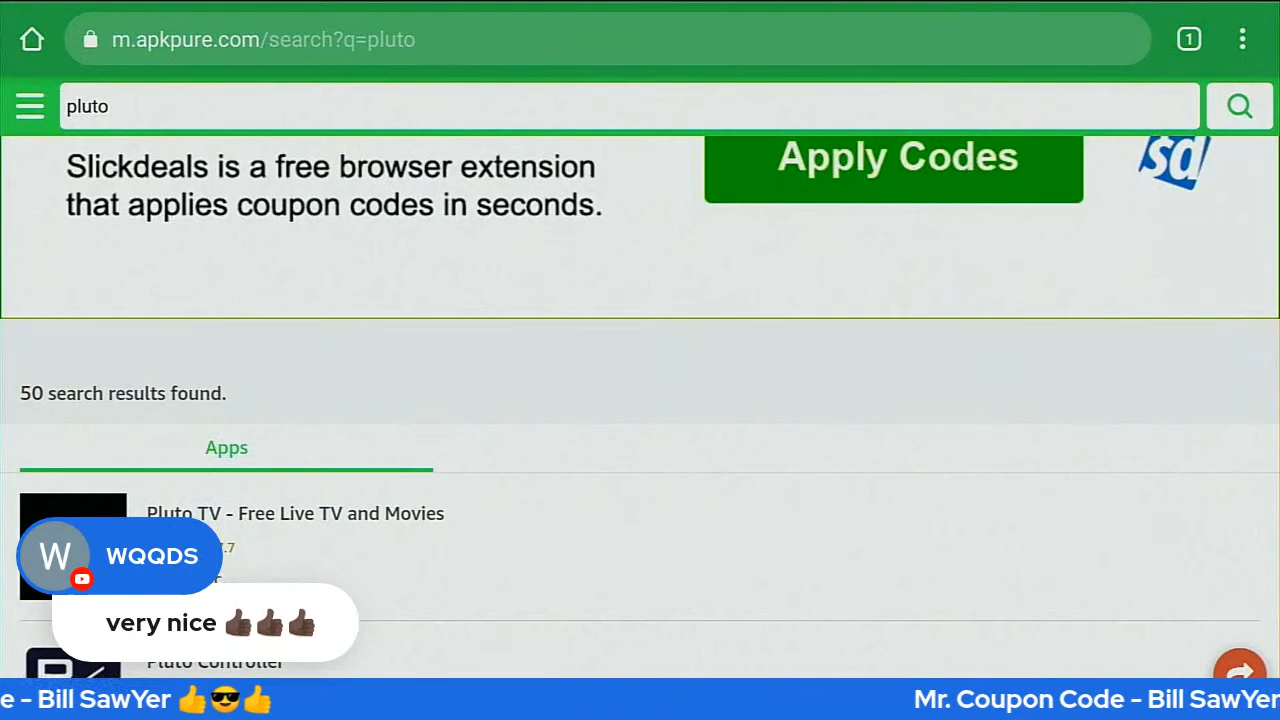 m.apkpure.com/search?q=pluto
1
pluto
Slickdeals is a free browser extension
that applies coupon codes in seconds.
Apply Codes
sd
50 search results found.
Apps
Pluto TV - Free Live TV and Movies
.7
W WQQDS
very nice 👍🏿👍🏿👍🏿
Pluto Controller
e - Bill SawYer 👍😎👍
Mr. Coupon Code - Bill SawYer